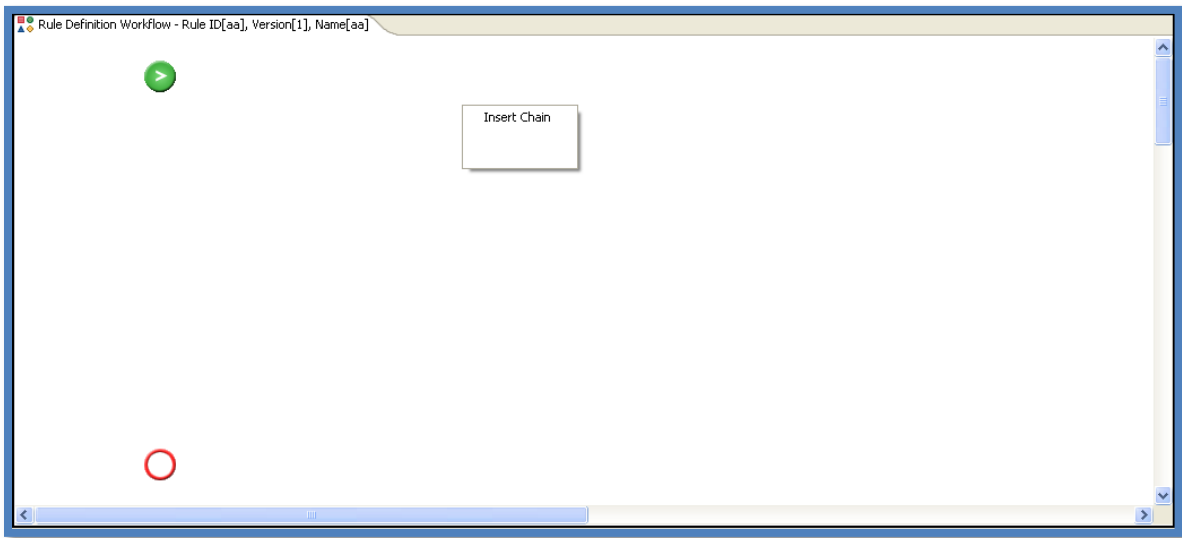 Rule Definition Workflow - Rule ID[aa], Version[1], Name[aa]
Insert Chain